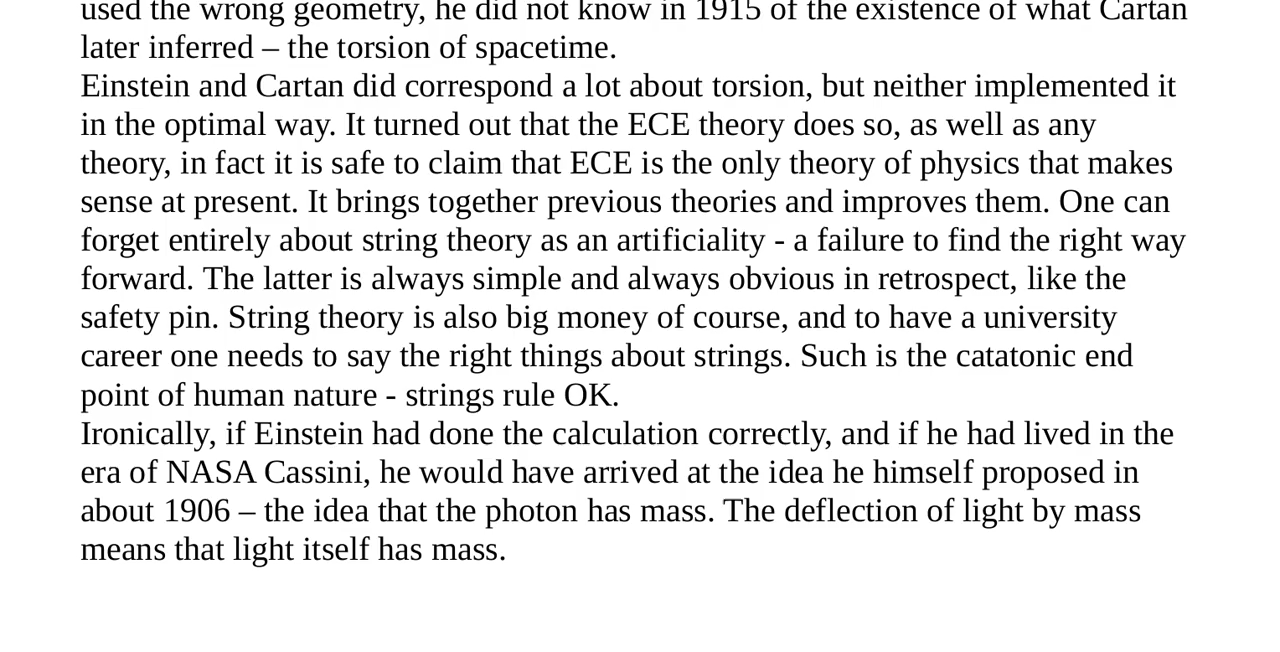 used the wrong geometry, he did not know in 1915 of the existence of what Cartan
later inferred – the torsion of spacetime.
Einstein and Cartan did correspond a lot about torsion, but neither implemented it
in the optimal way. It turned out that the ECE theory does so, as well as any
theory, in fact it is safe to claim that ECE is the only theory of physics that makes
sense at present. It brings together previous theories and improves them. One can
forget entirely about string theory as an artificiality - a failure to find the right way
forward. The latter is always simple and always obvious in retrospect, like the
safety pin. String theory is also big money of course, and to have a university
career one needs to say the right things about strings. Such is the catatonic end
point of human nature - strings rule OK.
Ironically, if Einstein had done the calculation correctly, and if he had lived in the
era of NASA Cassini, he would have arrived at the idea he himself proposed in
about 1906 – the idea that the photon has mass. The deflection of light by mass
means that light itself has mass.